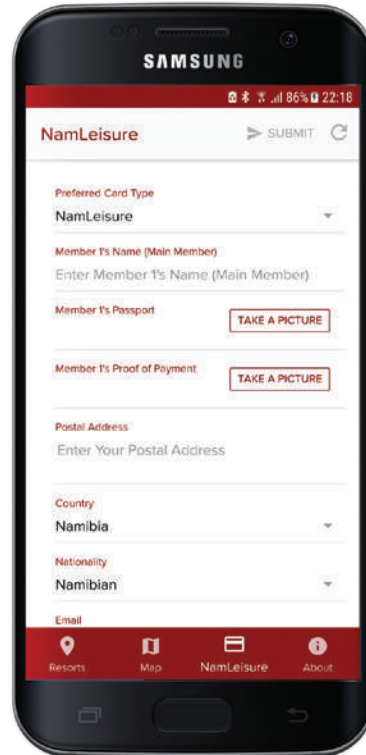 SAMSUNG
86% 22:18
NamLeisure SUBMIT
Preferred Card Type
NamLeisure
Member 1's Name (Main Member)
Enter Member 1's Name (Main Member)
Member 1's Passport
TAKE A PICTURE
Member 1's Proof of Payment
TAKE A PICTURE
Postal Address
Enter Your Postal Address
Country
Namibia
Nationality
Namibian
Email
Resorts Map NamLeisure About